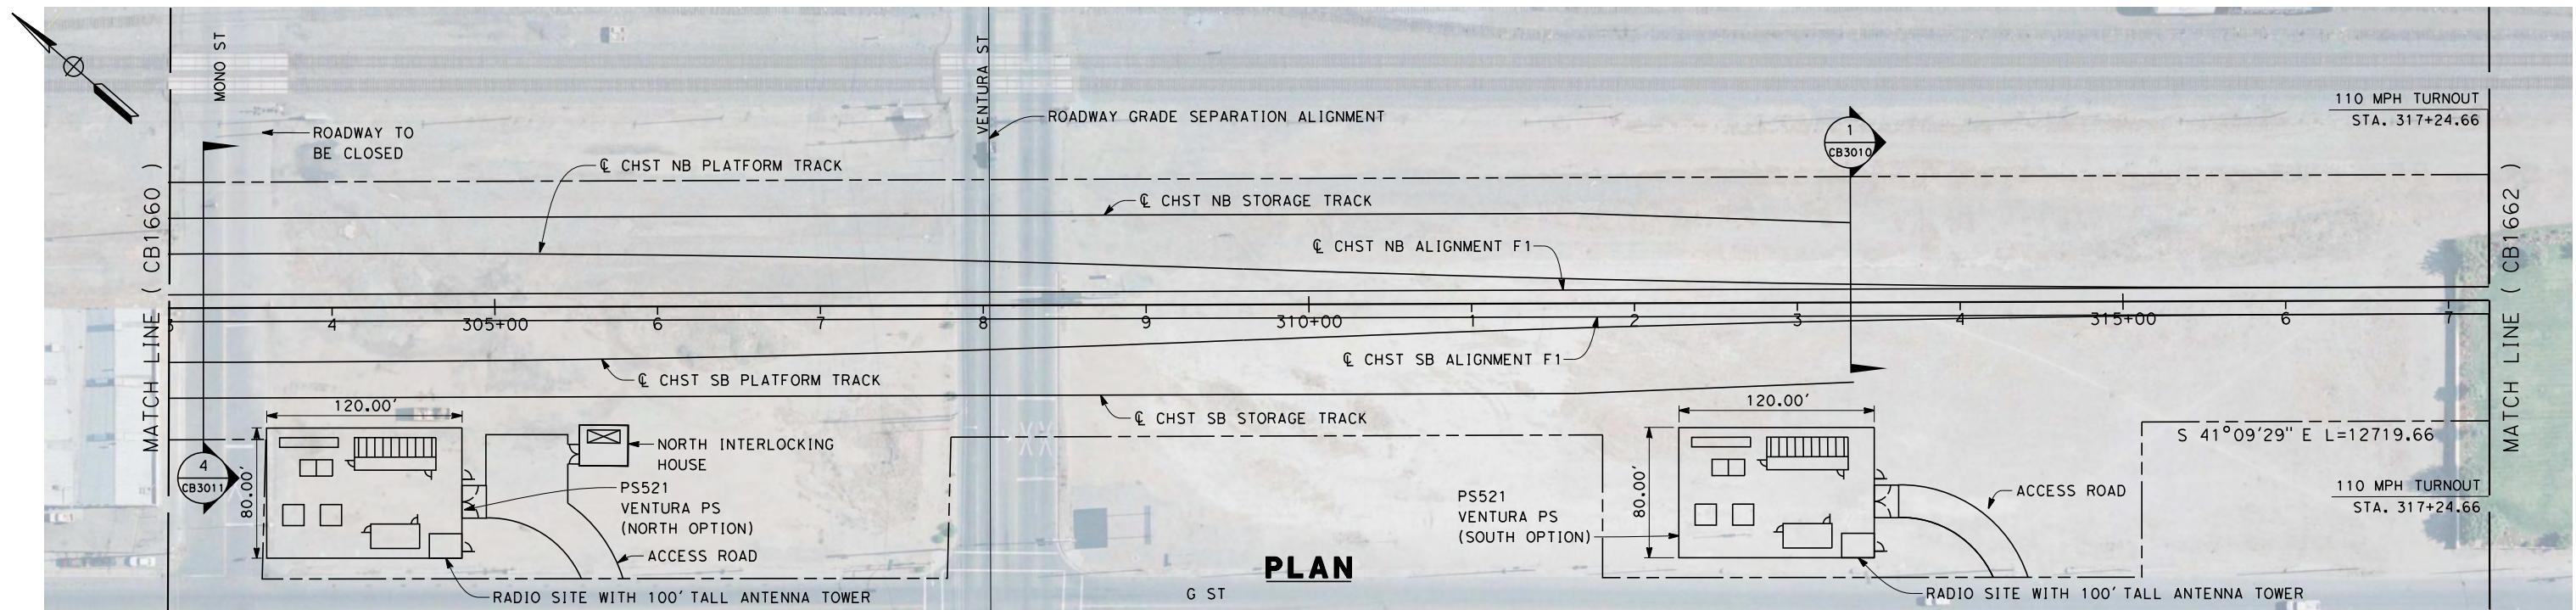 MONO ST
VENTURA ST
ROADWAY TO
BE CLOSED
ROADWAY GRADE SEPARATION ALIGNMENT
1
CB3010
110 MPH TURNOUT
STA. 317+24.66
℄ CHST NB PLATFORM TRACK
℄ CHST NB STORAGE TRACK
℄ CHST NB ALIGNMENT F1
MATCH LINE ( CB1660 )
MATCH LINE ( CB1662 )
3 4 305+00 6 7 8 9 310+00 1 2 3 4 315+00 6 7
℄ CHST SB ALIGNMENT F1
℄ CHST SB PLATFORM TRACK
℄ CHST SB STORAGE TRACK
120.00'
80.00'
4
CB3011
NORTH INTERLOCKING
HOUSE
PS521
VENTURA PS
(NORTH OPTION)
ACCESS ROAD
RADIO SITE WITH 100' TALL ANTENNA TOWER
PLAN
G ST
120.00'
80.00'
PS521
VENTURA PS
(SOUTH OPTION)
ACCESS ROAD
RADIO SITE WITH 100' TALL ANTENNA TOWER
S 41°09'29" E L=12719.66
110 MPH TURNOUT
STA. 317+24.66